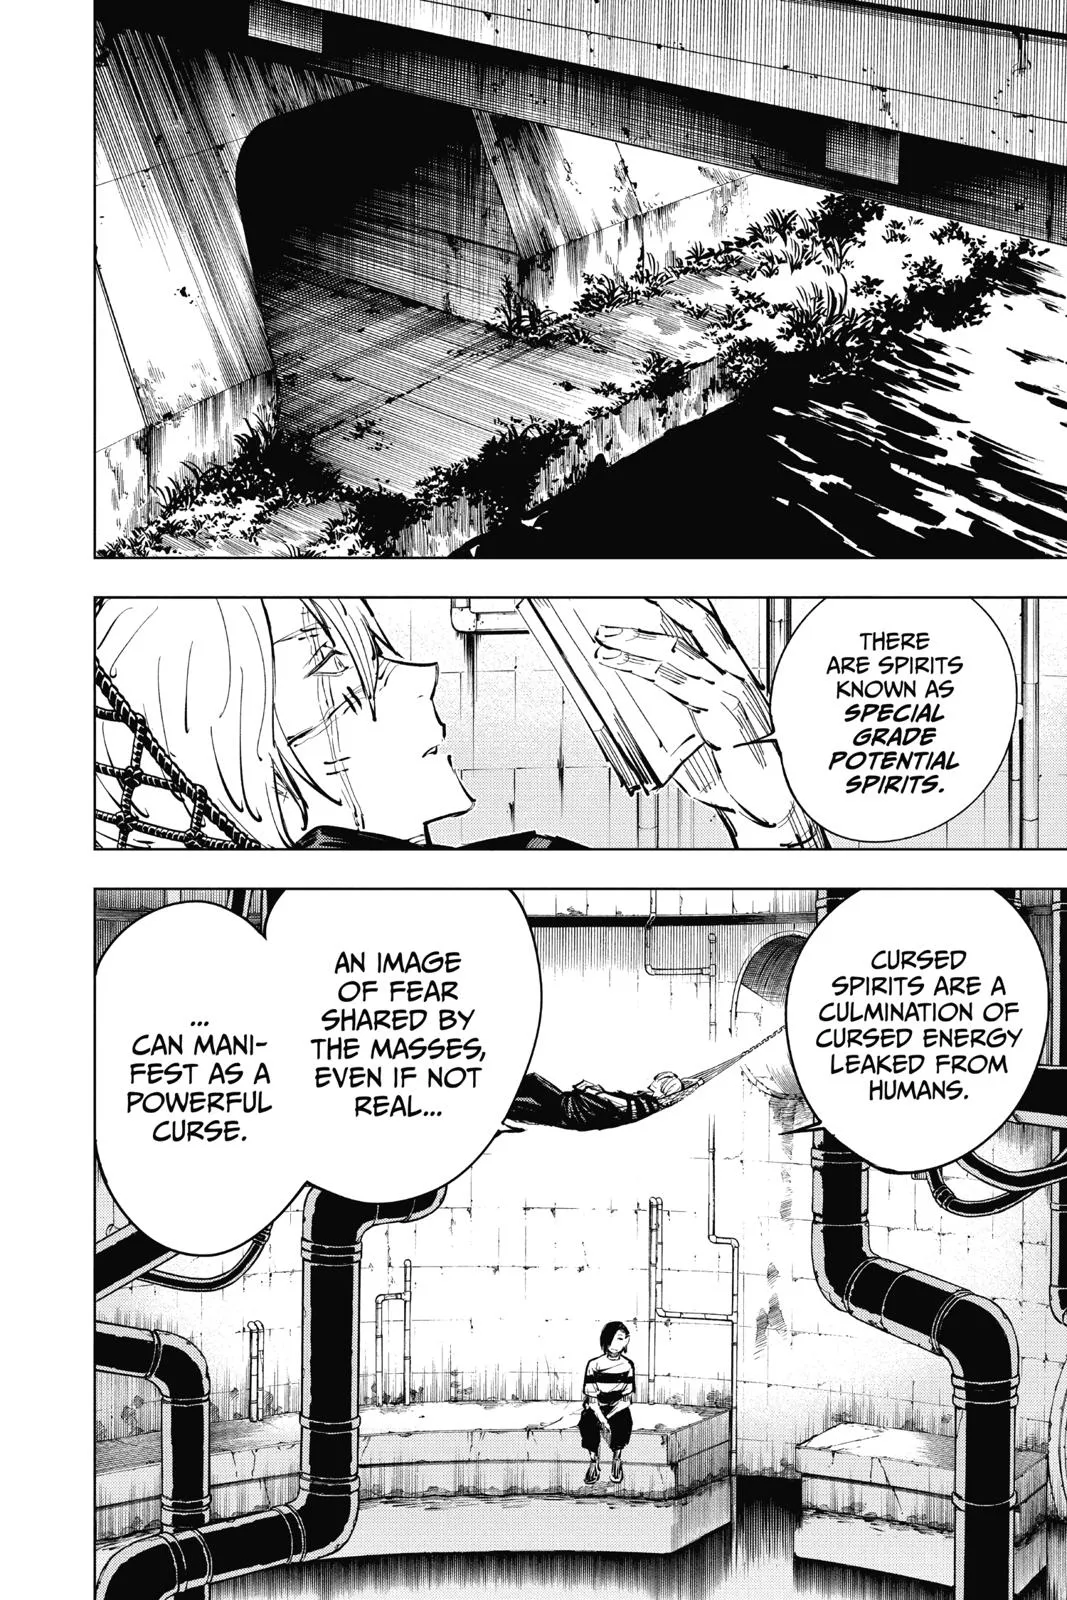 THERE
ARE SPIRITS
KNOWN AS
SPECIAL
GRADE
POTENTIAL
SPIRITS.
CURSED
SPIRITS ARE A
CULMINATION OF
CURSED ENERGY
LEAKED FROM
HUMANS.
AN IMAGE
OF FEAR
SHARED BY
THE MASSES,
EVEN IF NOT
REAL...
...
CAN MANI-
FEST AS A
POWERFUL
CURSE.